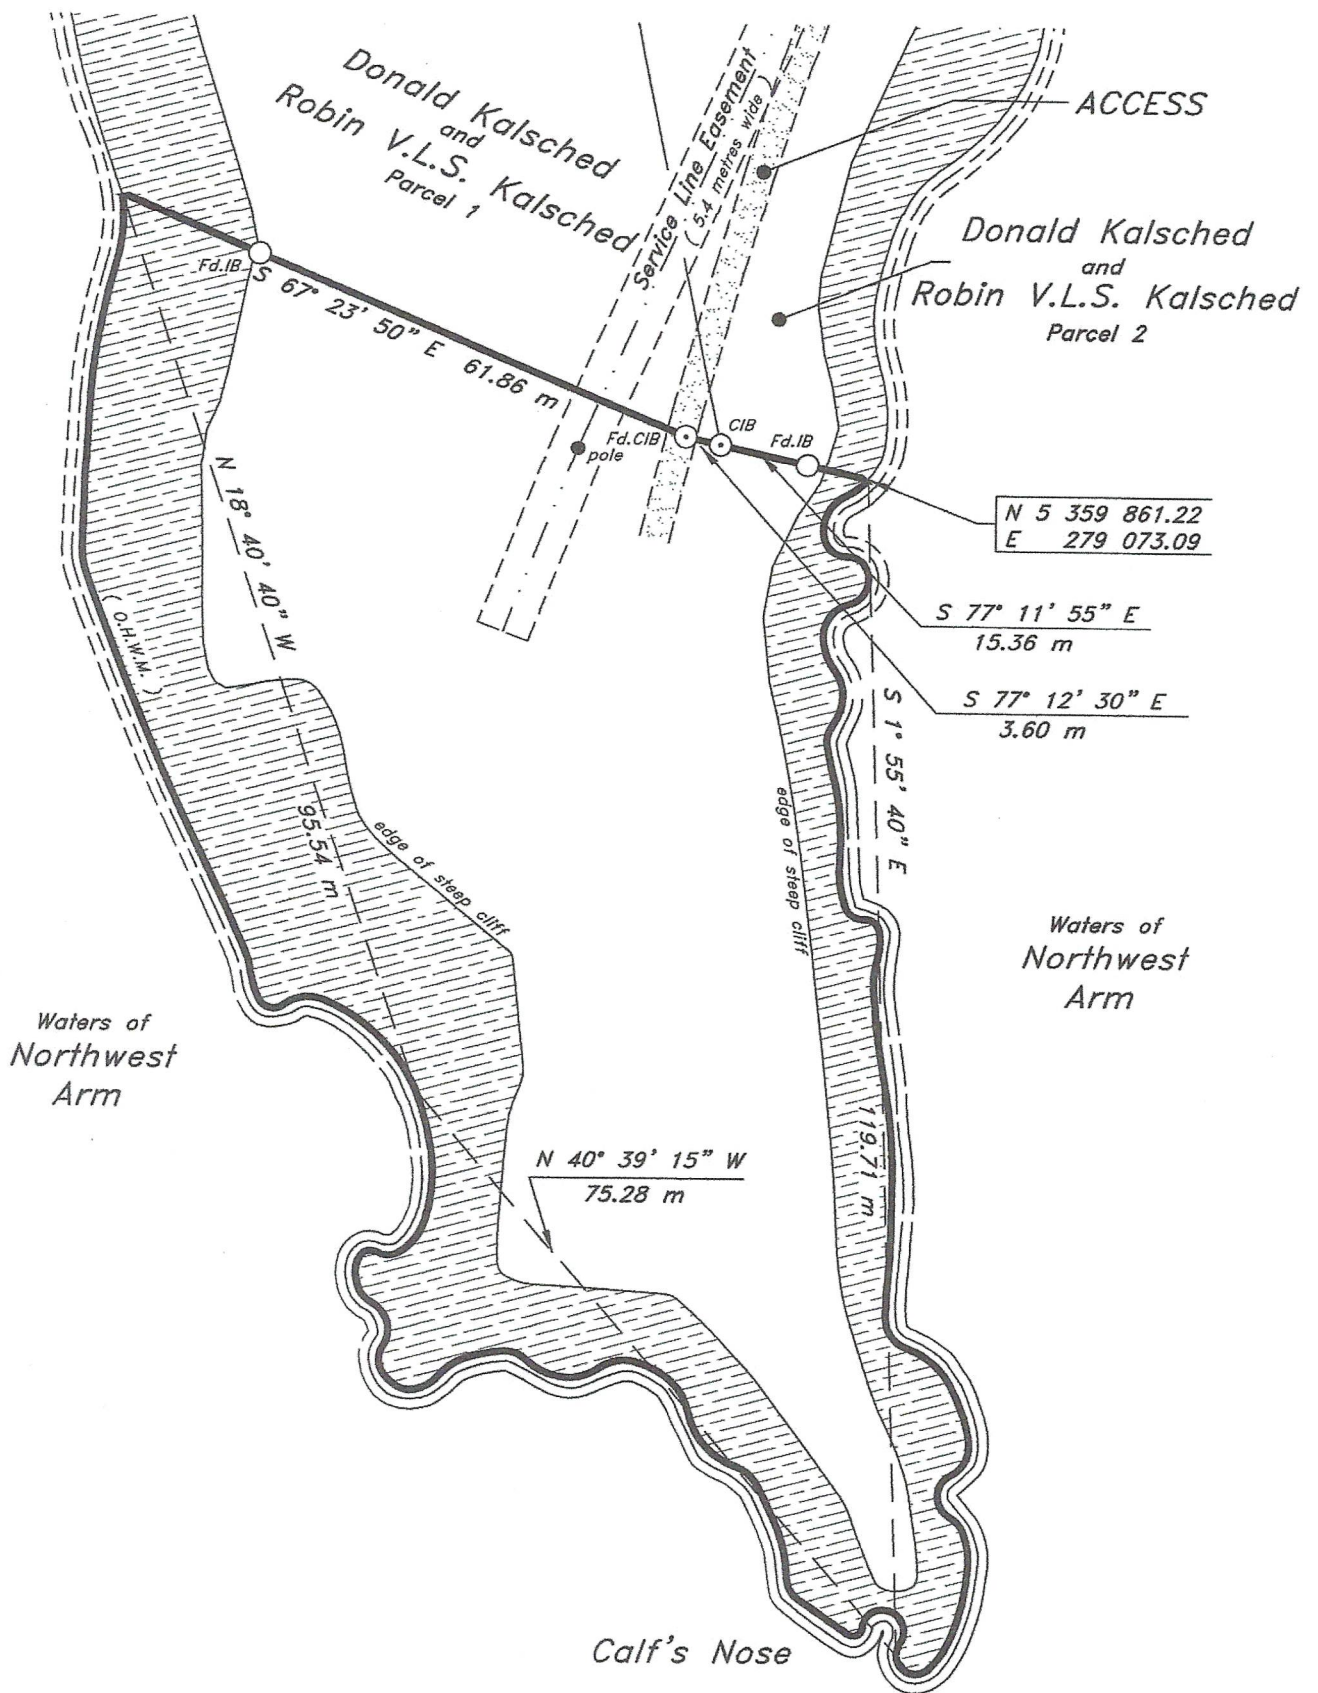 Donald Kalsched
and
Robin V.L.S. Kalsched
Parcel 1
Service Line Easement
( 5.4 metres wide )
ACCESS
Donald Kalsched
and
Robin V.L.S. Kalsched
Parcel 2
Fd.IB
S 67° 23' 50" E 61.86 m
Fd.CIB
pole
CIB
Fd.IB
N 5 359 861.22
E 279 073.09
S 77° 11' 55" E
15.36 m
S 77° 12' 30" E
3.60 m
N 18° 40' 40" W
95.54 m
( O.H.W.M. )
S 1° 55' 40" E
119.71 m
edge of steep cliff
edge of steep cliff
Waters of
Northwest
Arm
Waters of
Northwest
Arm
N 40° 39' 15" W
75.28 m
Calf's Nose